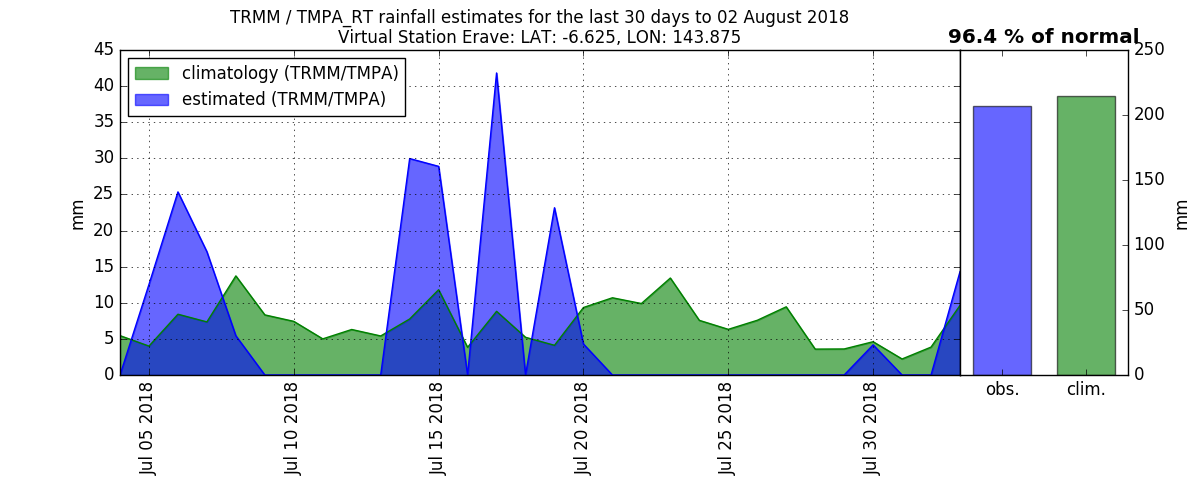 TRMM / TMPA_RT rainfall estimates for the last 30 days to 02 August 2018
Virtual Station Erave: LAT: -6.625, LON: 143.875
96.4 % of normal
climatology (TRMM/TMPA)
estimated (TRMM/TMPA)
mm
45
40
35
30
25
20
15
10
5
0
Jul 05 2018
Jul 10 2018
Jul 15 2018
Jul 20 2018
Jul 25 2018
Jul 30 2018
obs.
clim.
250
200
150
100
50
0
mm